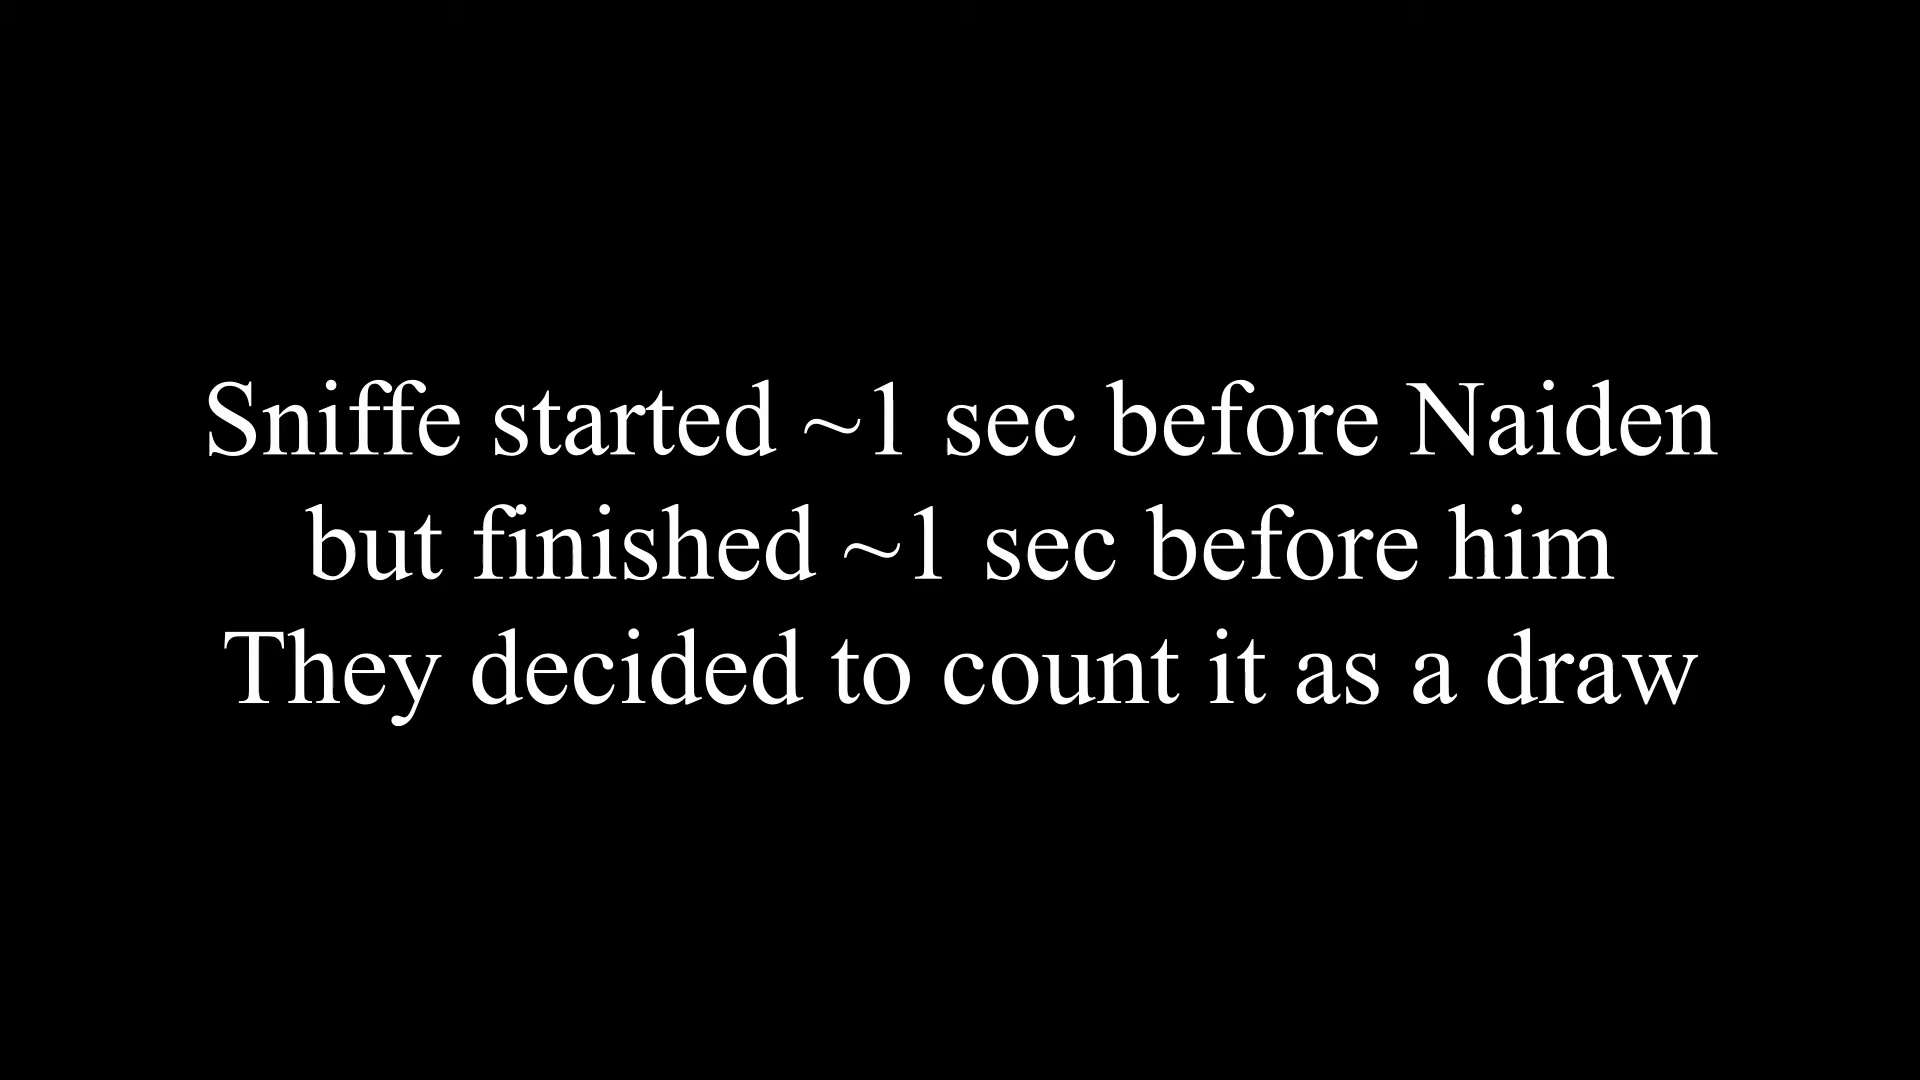 Sniffe started ~1 sec before Naiden
but finished ~1 sec before him
They decided to count it as a draw